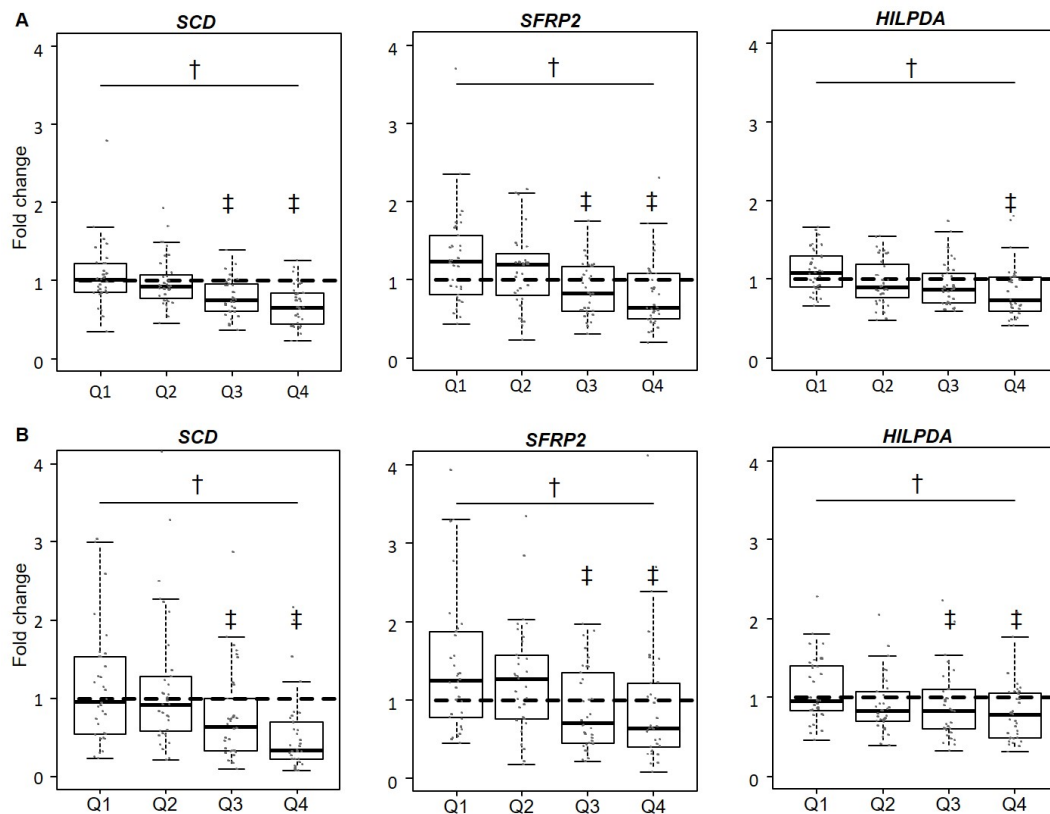 A
SCD
SFRP2
HILPDA
Fold change
4
3
2
1
0
†
‡
‡
Q1
Q2
Q3
Q4
4
3
2
1
0
†
‡
‡
Q1
Q2
Q3
Q4
4
3
2
1
0
†
‡
Q1
Q2
Q3
Q4
B
SCD
SFRP2
HILPDA
Fold change
4
3
2
1
0
†
‡
‡
Q1
Q2
Q3
Q4
4
3
2
1
0
†
‡
‡
Q1
Q2
Q3
Q4
4
3
2
1
0
†
‡
‡
Q1
Q2
Q3
Q4